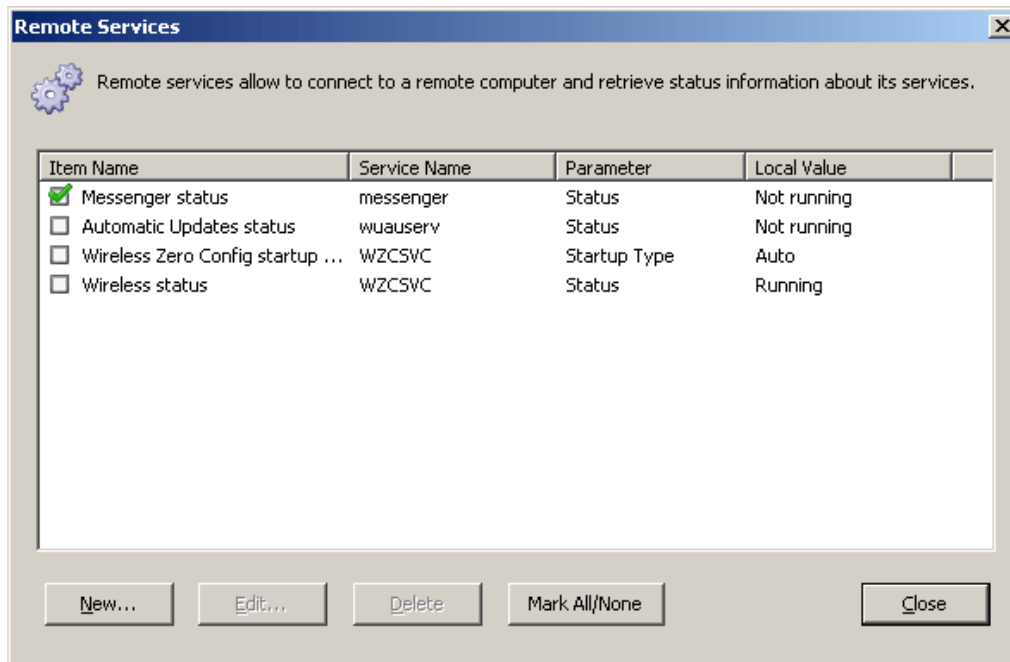 Remote Services
Remote services allow to connect to a remote computer and retrieve status information about its services.
Item Name Service Name Parameter Local Value
Messenger status messenger Status Not running
Automatic Updates status wuauserv Status Not running
Wireless Zero Config startup ... WZCSVC Startup Type Auto
Wireless status WZCSVC Status Running
New... Edit... Delete Mark All/None Close